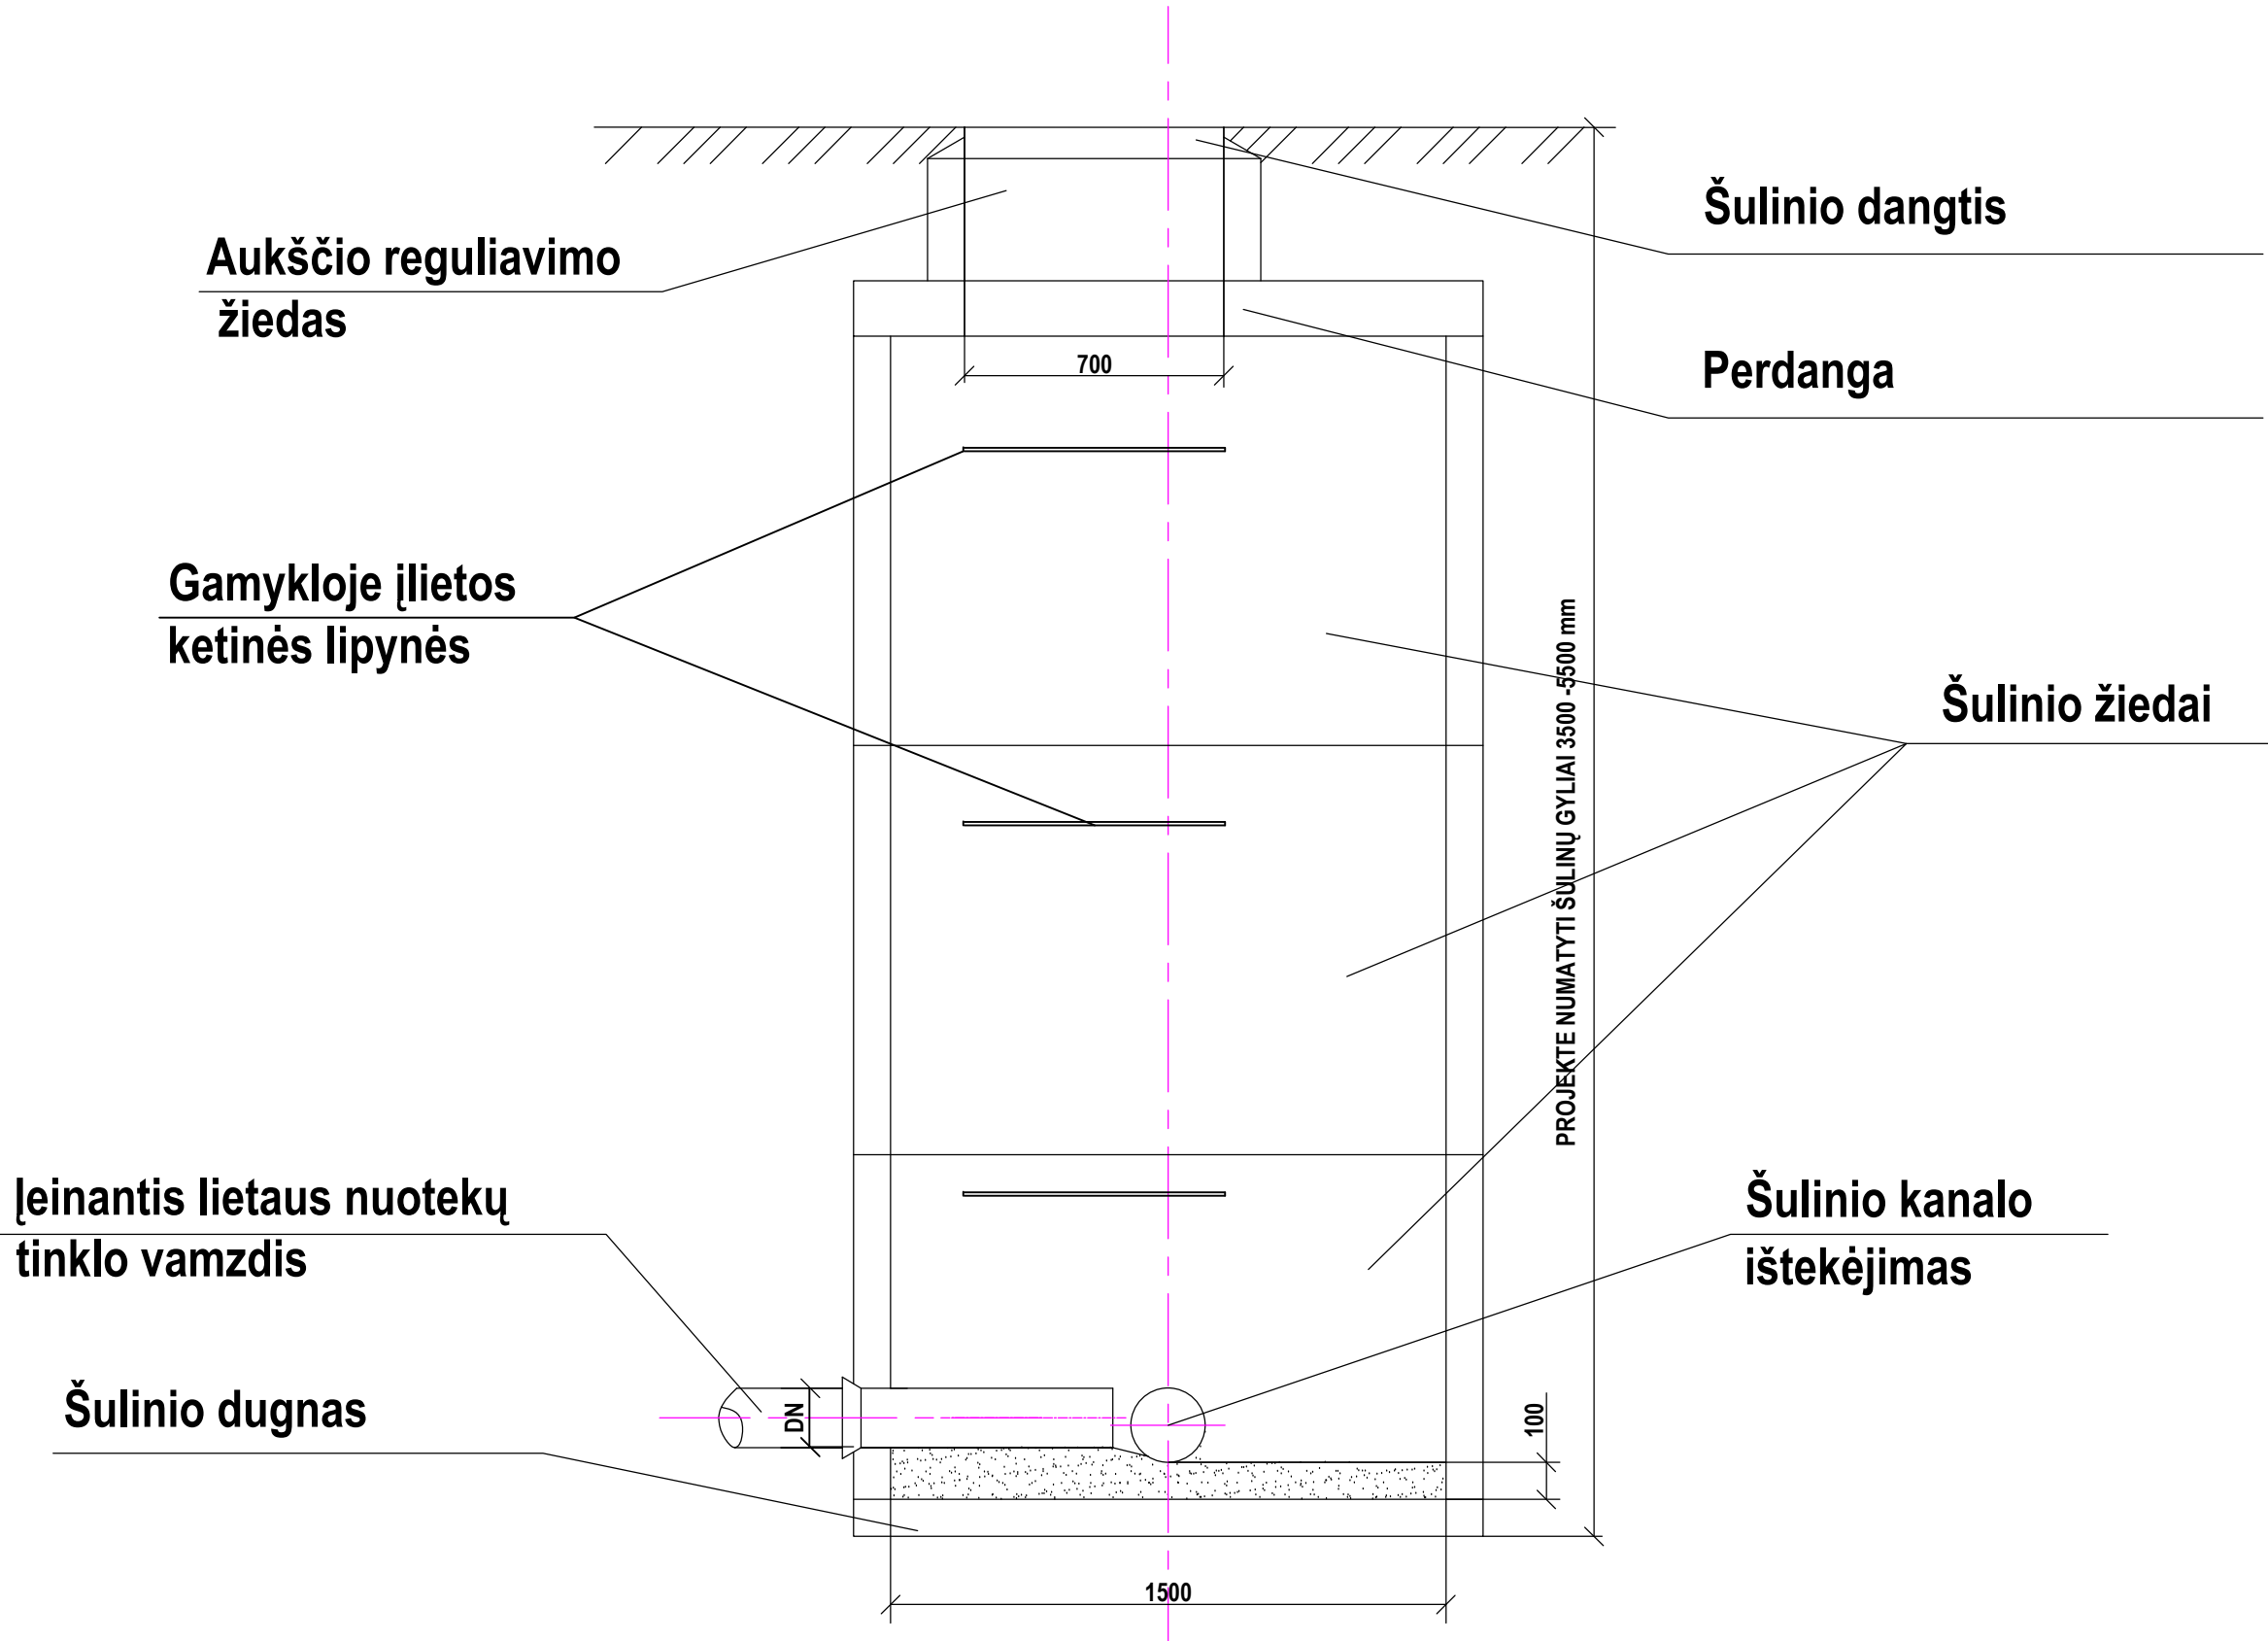 Šulinio dangtis
Aukščio reguliavimo
žiedas
Perdanga
700
Gamykloje įlietos
ketinės lipynės
PROJEKTE NUMATYTI ŠULINŲ GYLIAI 3500 -5500 mm
Šulinio žiedai
Įeinantis lietaus nuotekų
tinklo vamzdis
Šulinio kanalo
ištekėjimas
Šulinio dugnas
DN
100
1500